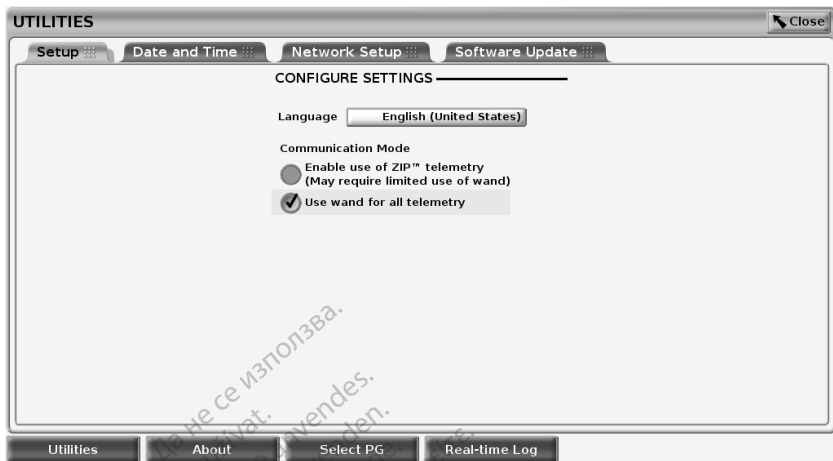 UTILITIES
Close
Setup
Date and Time
Network Setup
Software Update
CONFIGURE SETTINGS
Language
English (United States)
Communication Mode
Enable use of ZIP™ telemetry
(May require limited use of wand)
Use wand for all telemetry
Да не се използва.
Utilities
About
Select PG
Real-time Log